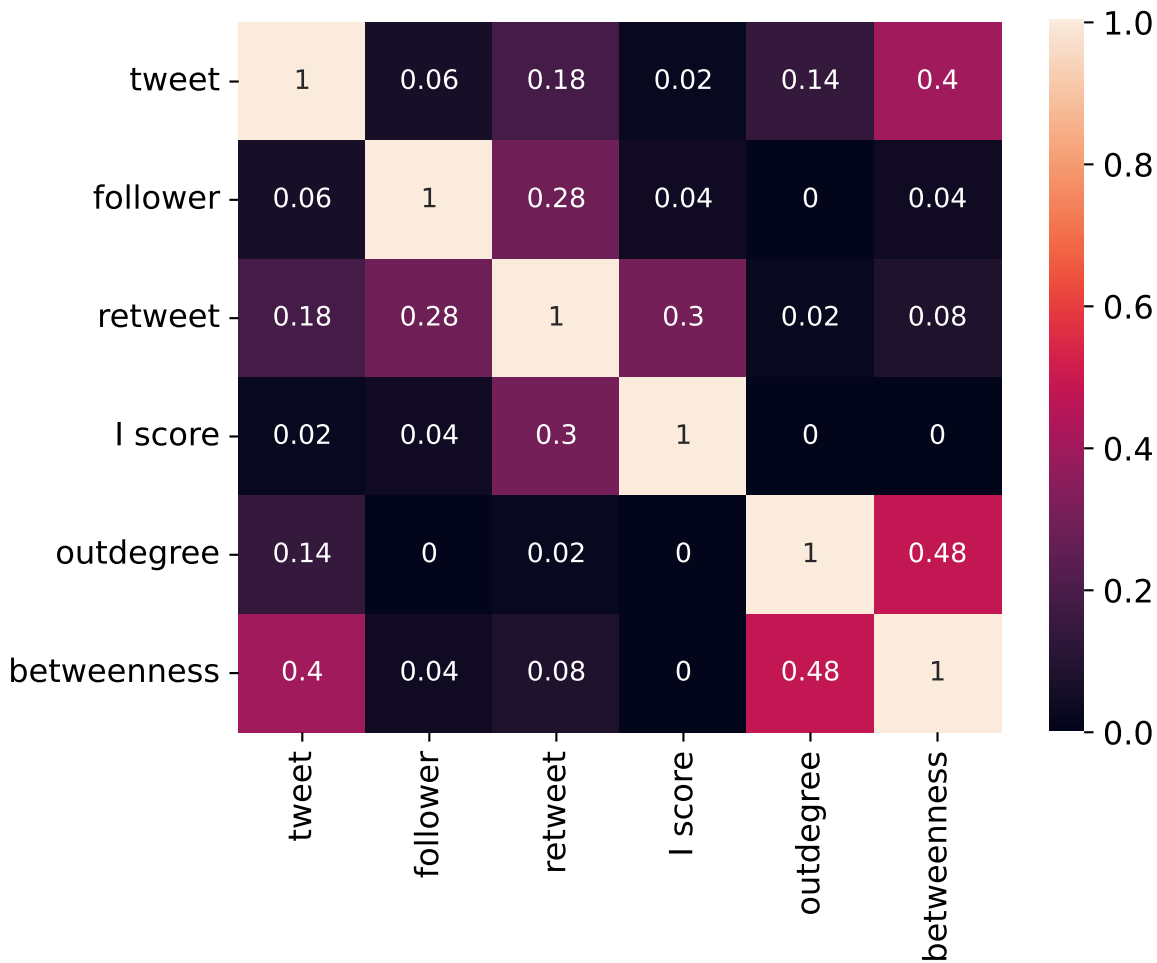 tweet 1 0.06 0.18 0.02 0.14 0.4
follower 0.06 1 0.28 0.04 0 0.04
retweet 0.18 0.28 1 0.3 0.02 0.08
I score 0.02 0.04 0.3 1 0 0
outdegree 0.14 0 0.02 0 1 0.48
betweenness 0.4 0.04 0.08 0 0.48 1
tweet follower retweet I score outdegree betweenness
1.0
0.8
0.6
0.4
0.2
0.0